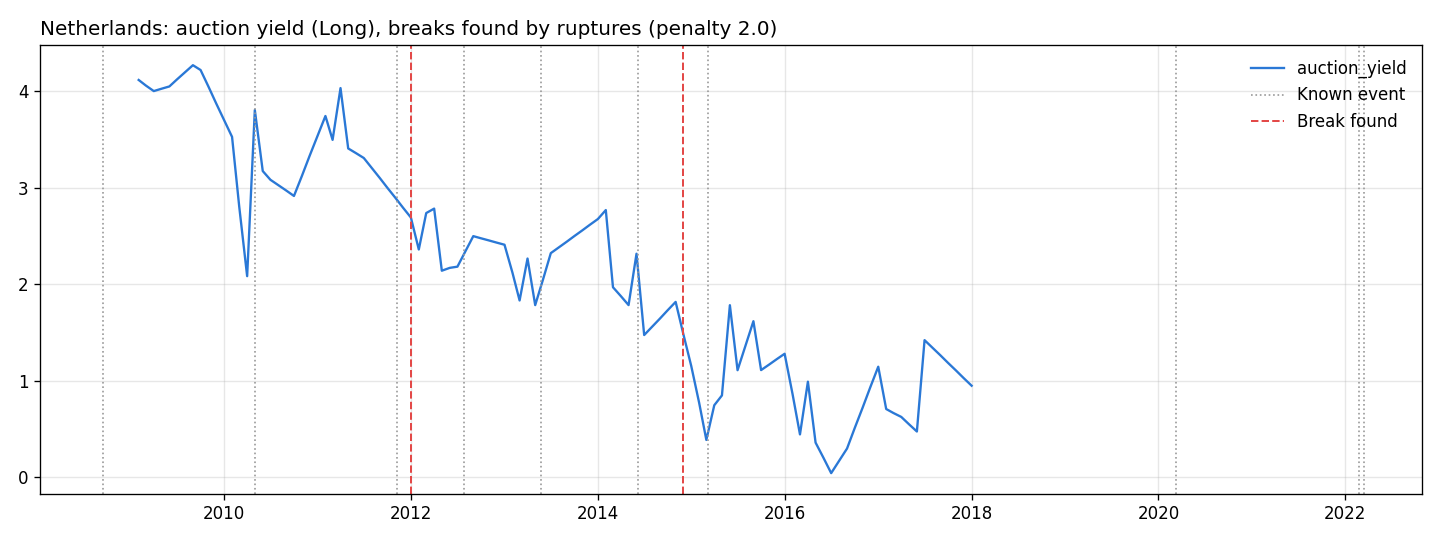 Netherlands: auction yield (Long), breaks found by ruptures (penalty 2.0)
auction_yield
Known event
Break found
4
3
2
1
0
2010 2012 2014 2016 2018 2020 2022